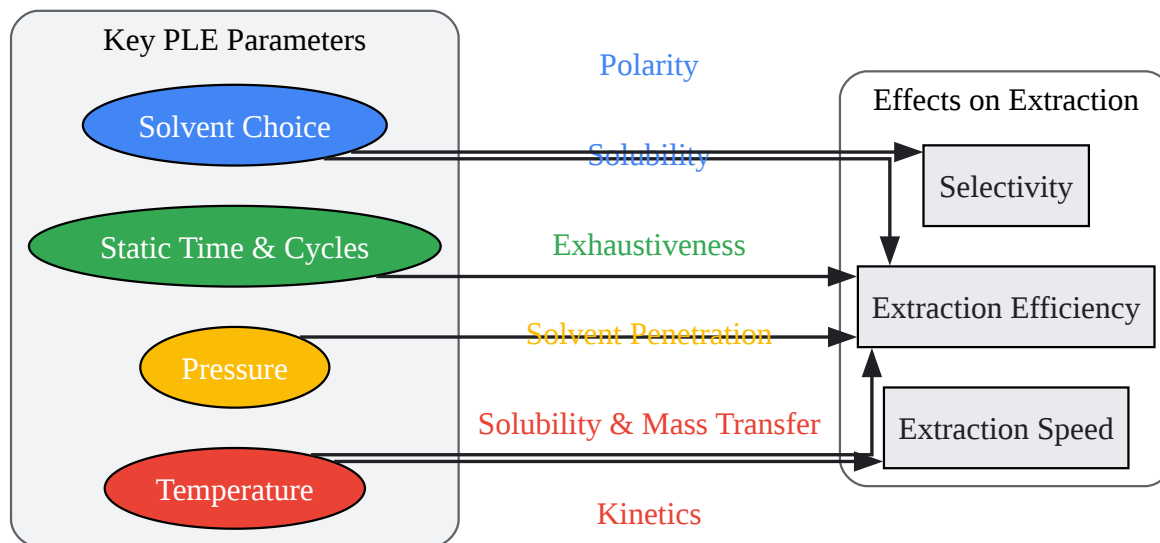 Key PLE Parameters
Solvent Choice
Static Time & Cycles
Pressure
Temperature
Polarity
Solubility
Exhaustiveness
Solvent Penetration
Solubility & Mass Transfer
Kinetics
Effects on Extraction
Selectivity
Extraction Efficiency
Extraction Speed